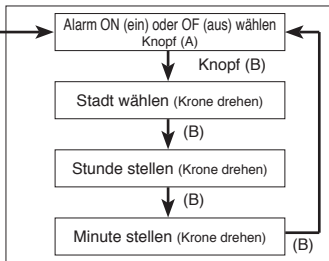 Alarm ON (ein) oder OF (aus) wählen
Knopf (A)
Knopf (B)
Stadt wählen (Krone drehen)
(B)
Stunde stellen (Krone drehen)
(B)
Minute stellen (Krone drehen)
(B)